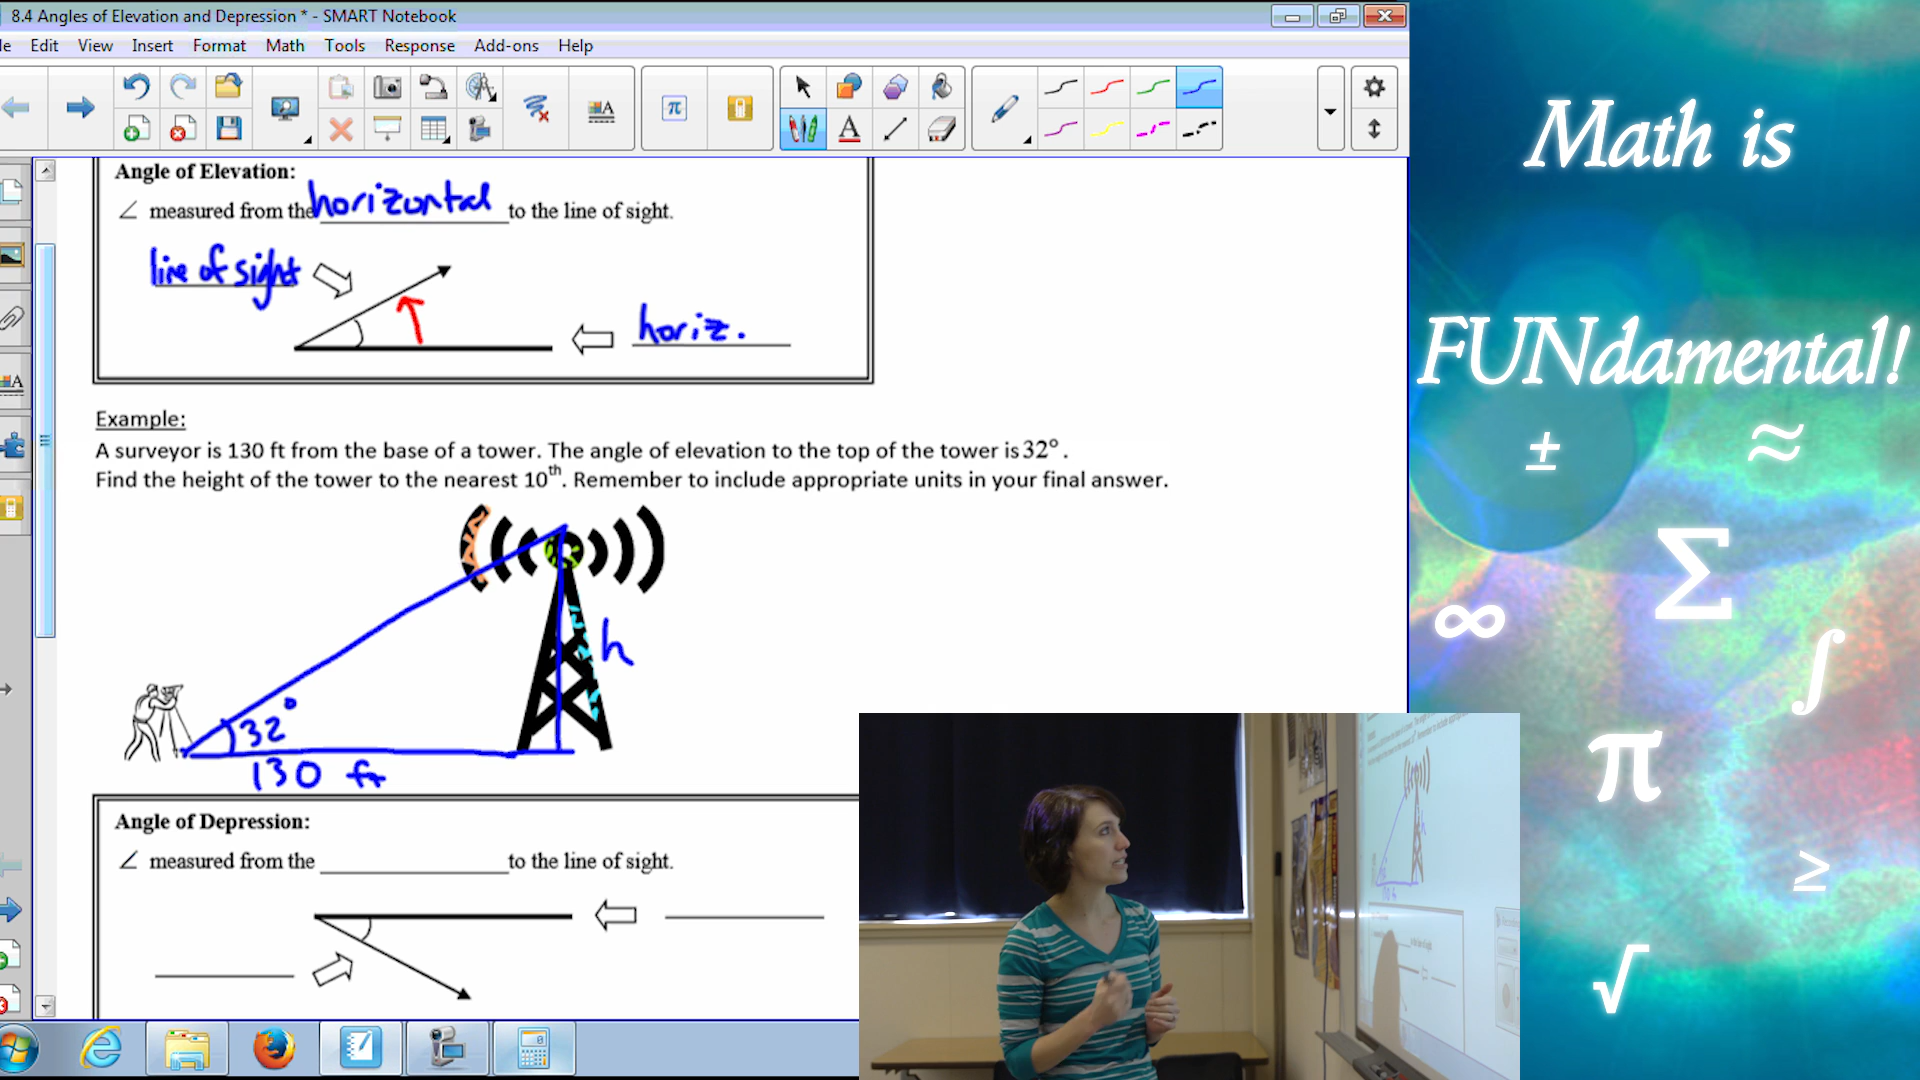 8.4 Angles of Elevation and Depression * - SMART Notebook
le Edit View Insert Format Math Tools Response Add-ons Help
Angle of Elevation:
∠ measured from the horizontal to the line of sight.
line of sight
horiz.
Example:
A surveyor is 130 ft from the base of a tower. The angle of elevation to the top of the tower is 32°.
Find the height of the tower to the nearest 10th. Remember to include appropriate units in your final answer.
h
32°
130 ft
Angle of Depression:
∠ measured from the ____________ to the line of sight.
Math is
FUNdamental!
± ≈
Σ
∞
∫
π
≥
√